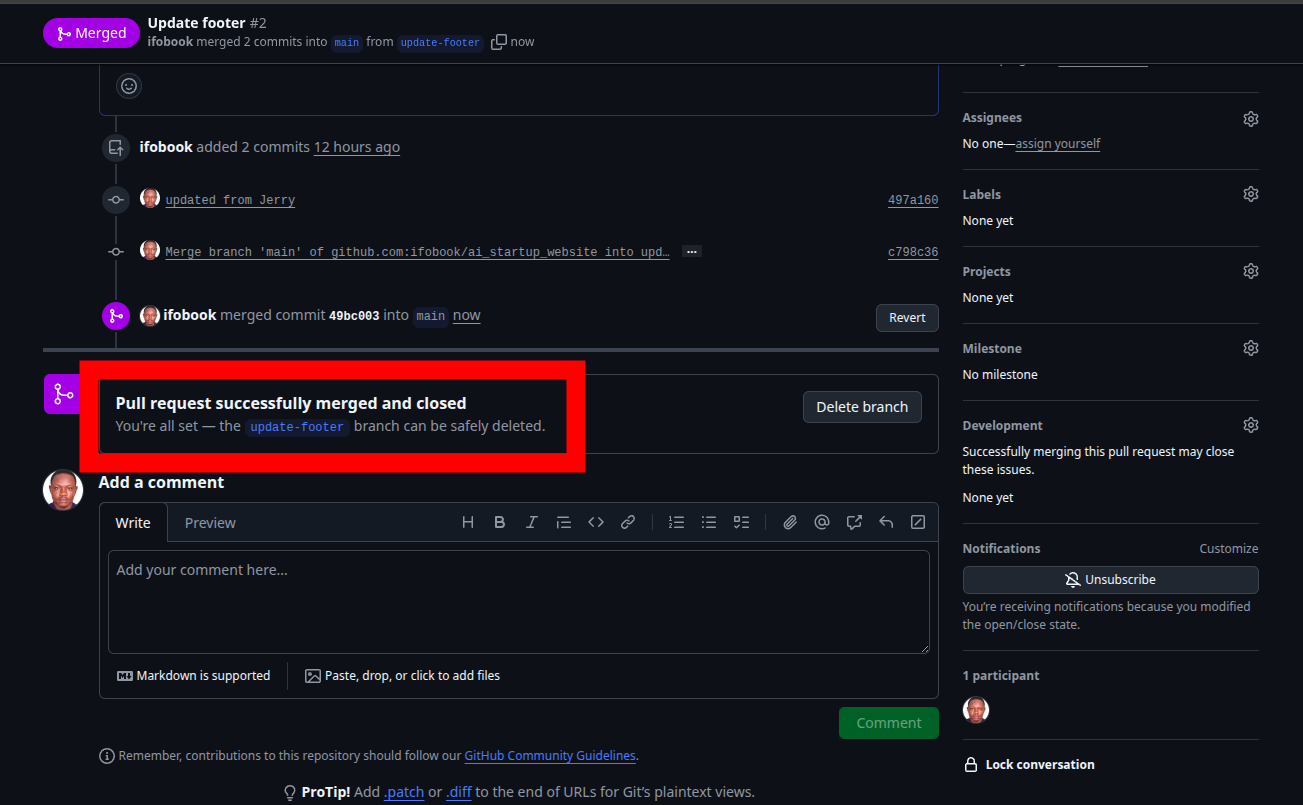 Merged
Update footer #2
ifobook merged 2 commits into main from update-footer now
ifobook added 2 commits 12 hours ago
updated from Jerry 497a160
Merge branch 'main' of github.com:ifobook/ai_startup_website into upd… ... c798c36
ifobook merged commit 49bc003 into main now Revert
Pull request successfully merged and closed
You're all set — the update-footer branch can be safely deleted.
Delete branch
Add a comment
Write Preview
Add your comment here...
Markdown is supported Paste, drop, or click to add files
Comment
Remember, contributions to this repository should follow our GitHub Community Guidelines.
ProTip! Add .patch or .diff to the end of URLs for Git's plaintext views.
Assignees
No one—assign yourself
Labels
None yet
Projects
None yet
Milestone
No milestone
Development
Successfully merging this pull request may close
these issues.
None yet
Notifications Customize
Unsubscribe
You're receiving notifications because you modified
the open/close state.
1 participant
Lock conversation